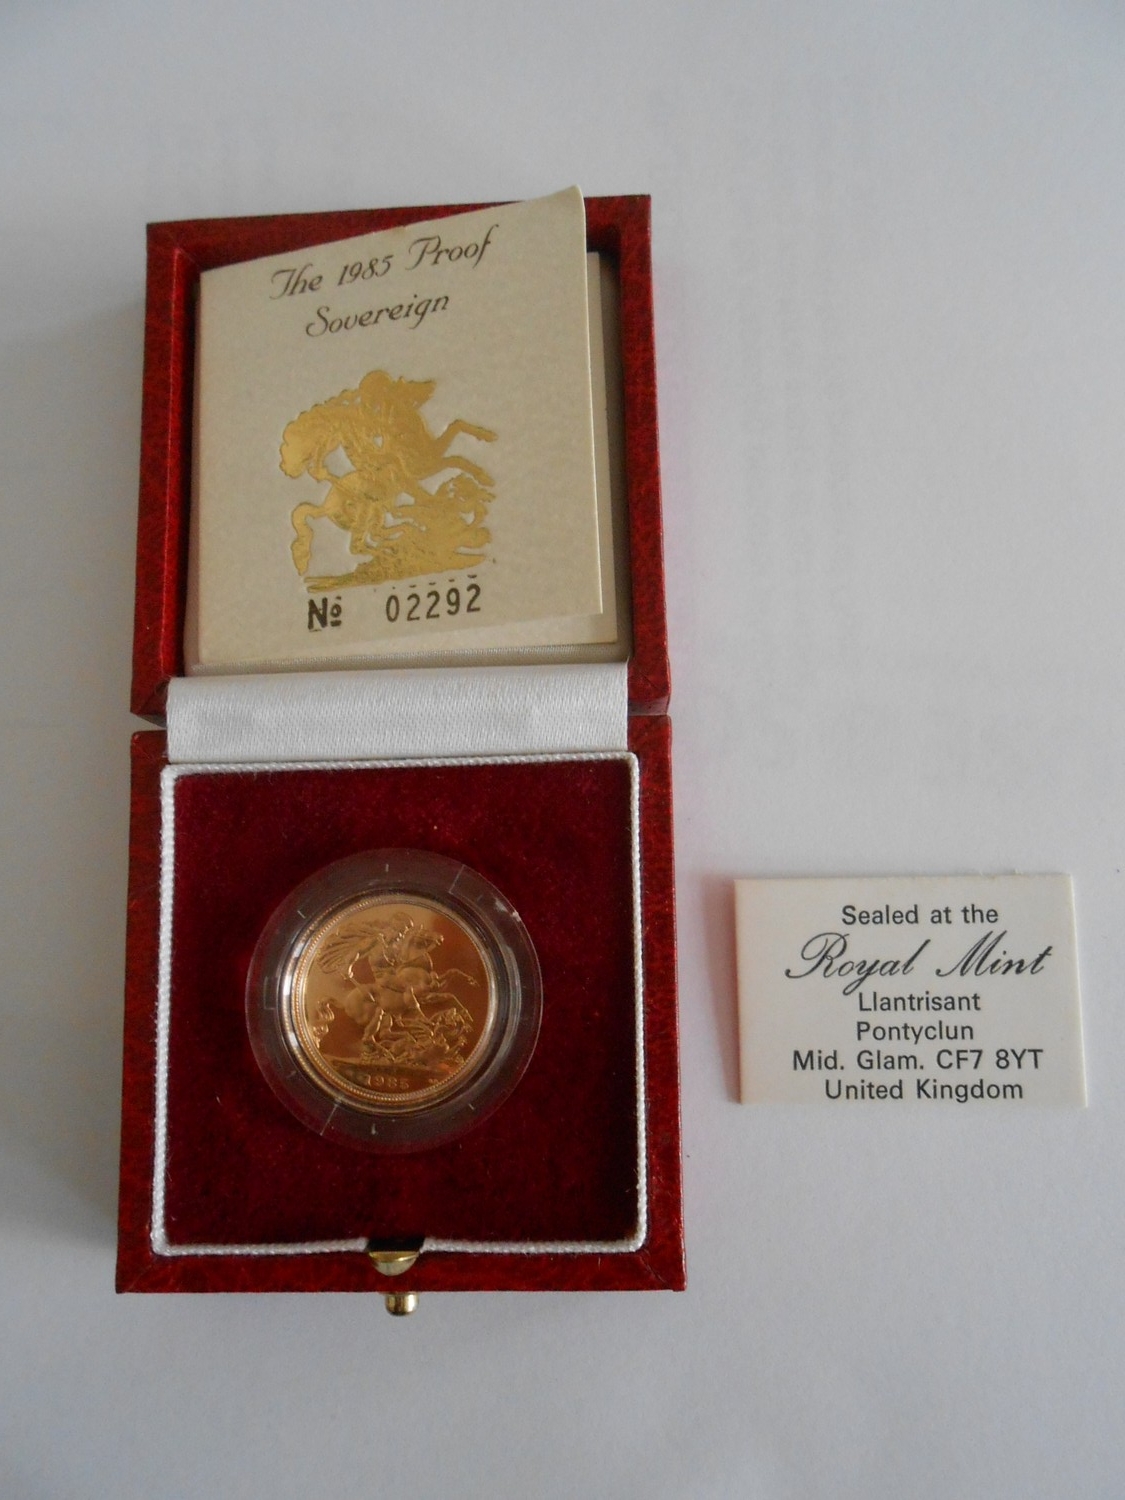 The 1985 Proof
Sovereign
№ 02292
1985
Sealed at the
Royal Mint
Llantrisant
Pontyclun
Mid. Glam. CF7 8YT
United Kingdom